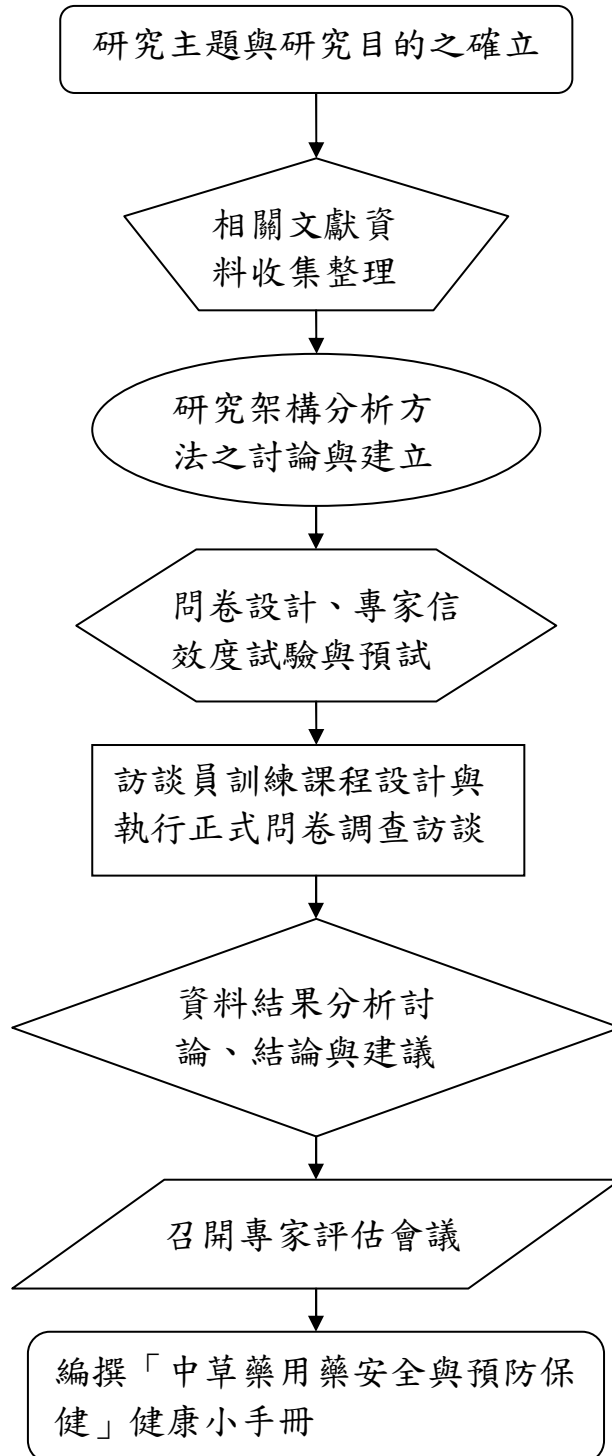 研究主題與研究目的之確立
相關文獻資
料收集整理
研究架構分析方
法之討論與建立
問卷設計、專家信
效度試驗與預試
訪談員訓練課程設計與
執行正式問卷調查訪談
資料結果分析討
論、結論與建議
召開專家評估會議
編撰「中草藥用藥安全與預防保
健」健康小手冊